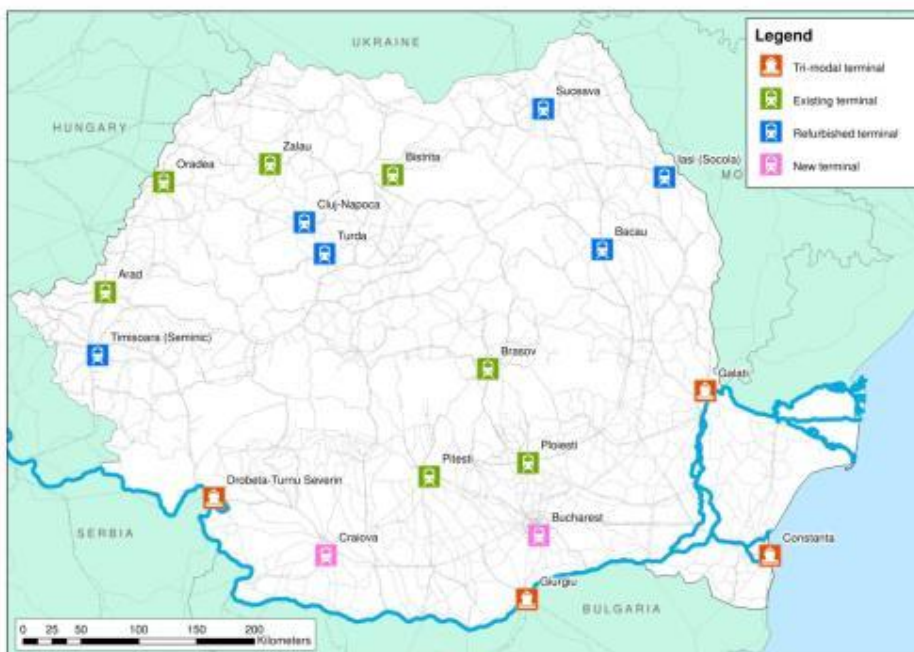 UKRAINE
Legend
Tri-modal terminal
Existing terminal
Refurbished terminal
New terminal
Suceava
HUNGARY
Zalau
Bistrita
Oradea
Iasi (Socola)
MO
Cluj-Napoca
Turda
Bacau
Arad
Timisoara (Seminic)
Brasov
Galati
Pitesti
Ploiesti
Drobeta-Turnu Severin
SERBIA
Craiova
Bucharest
Constanta
Giurgiu
BULGARIA
0 25 50 100 150 200
Kilometers